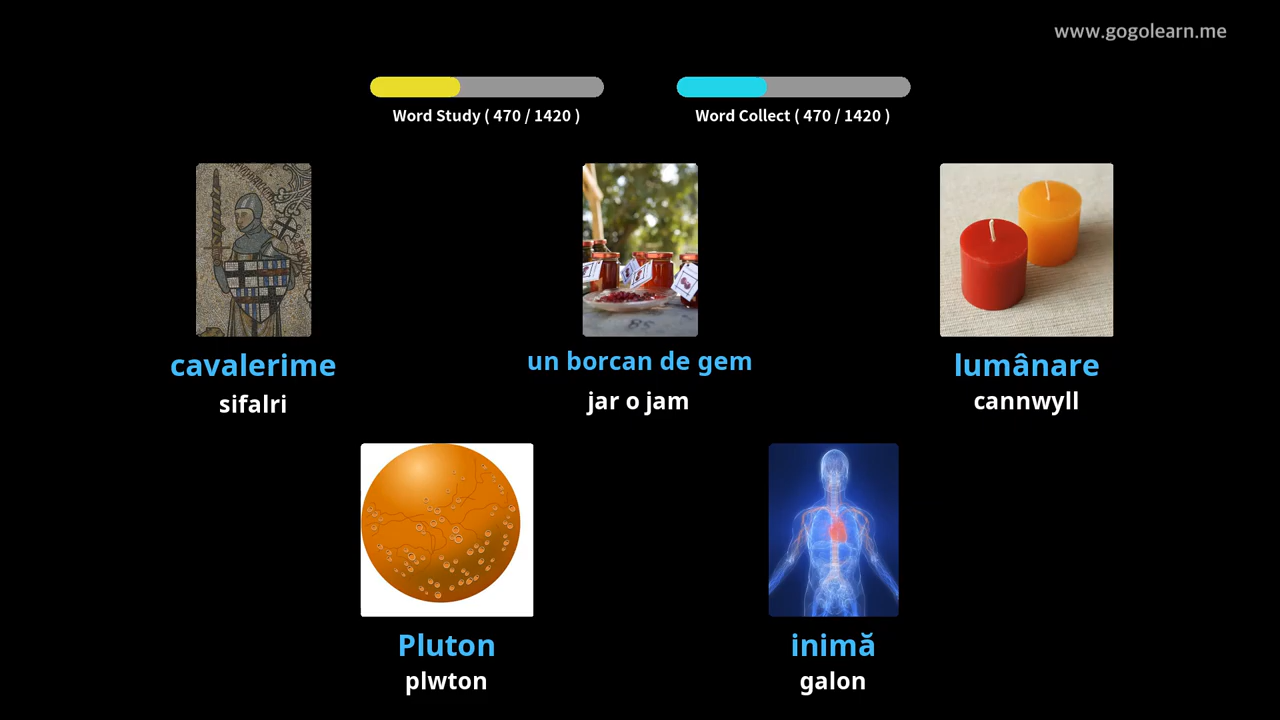 www.gogolearn.me
Word Study ( 470 / 1420 )
Word Collect ( 470 / 1420 )
cavalerime
sifalri
un borcan de gem
jar o jam
lumânare
cannwyll
Pluton
plwton
inimă
galon